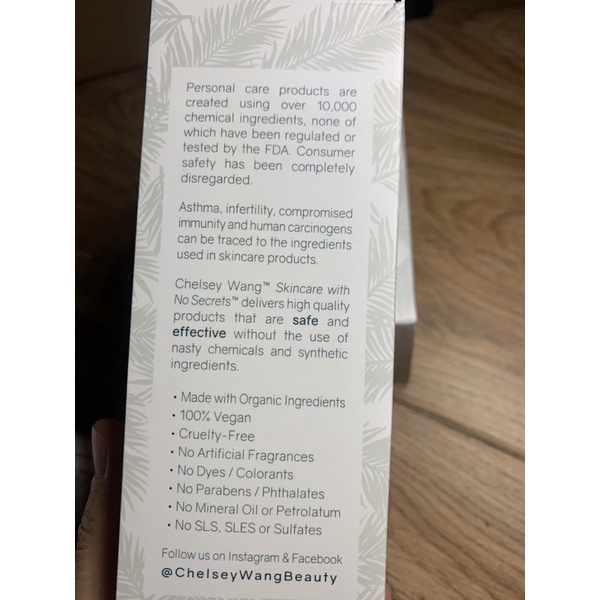 Personal care products are
created using over 10,000
chemical ingredients, none of
which have been regulated or
tested by the FDA. Consumer
safety has been completely
disregarded.
Asthma, infertility, compromised
immunity and human carcinogens
can be traced to the ingredients
used in skincare products.
Chelsey Wang™ Skincare with
No Secrets™ delivers high quality
products that are safe and
effective without the use of
nasty chemicals and synthetic
ingredients.
• Made with Organic Ingredients
• 100% Vegan
• Cruelty-Free
• No Artificial Fragrances
• No Dyes / Colorants
• No Parabens / Phthalates
• No Mineral Oil or Petrolatum
• No SLS, SLES or Sulfates
Follow us on Instagram & Facebook
@ChelseyWangBeauty